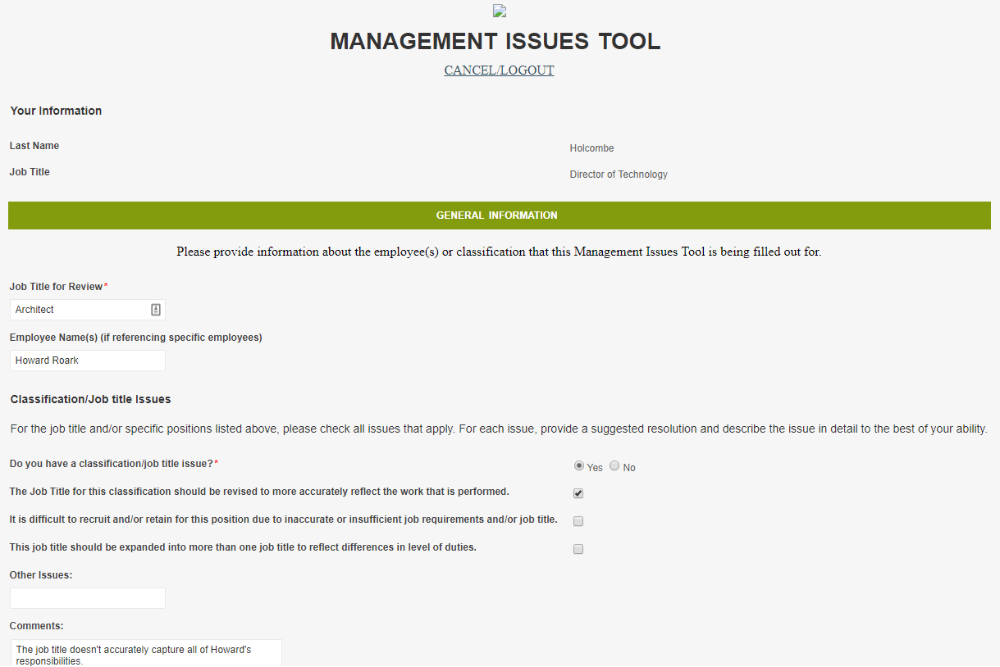 MANAGEMENT ISSUES TOOL
CANCEL/LOGOUT
Your Information
Last Name Holcombe
Job Title Director of Technology
GENERAL INFORMATION
Please provide information about the employee(s) or classification that this Management Issues Tool is being filled out for.
Job Title for Review*
Architect
Employee Name(s) (if referencing specific employees)
Howard Roark
Classification/Job title Issues
For the job title and/or specific positions listed above, please check all issues that apply. For each issue, provide a suggested resolution and describe the issue in detail to the best of your ability.
Do you have a classification/job title issue?* Yes No
The Job Title for this classification should be revised to more accurately reflect the work that is performed.
It is difficult to recruit and/or retain for this position due to inaccurate or insufficient job requirements and/or job title.
This job title should be expanded into more than one job title to reflect differences in level of duties.
Other Issues:
Comments:
The job title doesn't accurately capture all of Howard's
responsibilities.